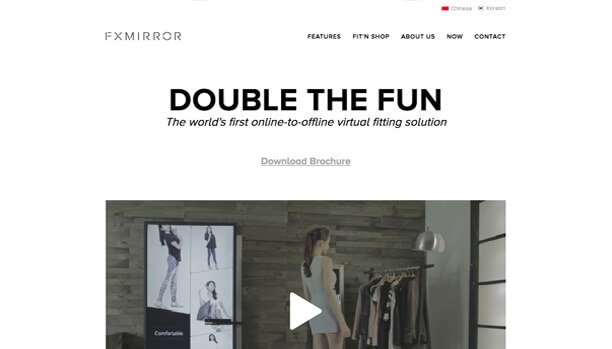 Chinese Korean
FXMIRROR
FEATURES FIT'N SHOP ABOUT US NOW CONTACT
DOUBLE THE FUN
The world's first online-to-offline virtual fitting solution
Download Brochure
Comfortable